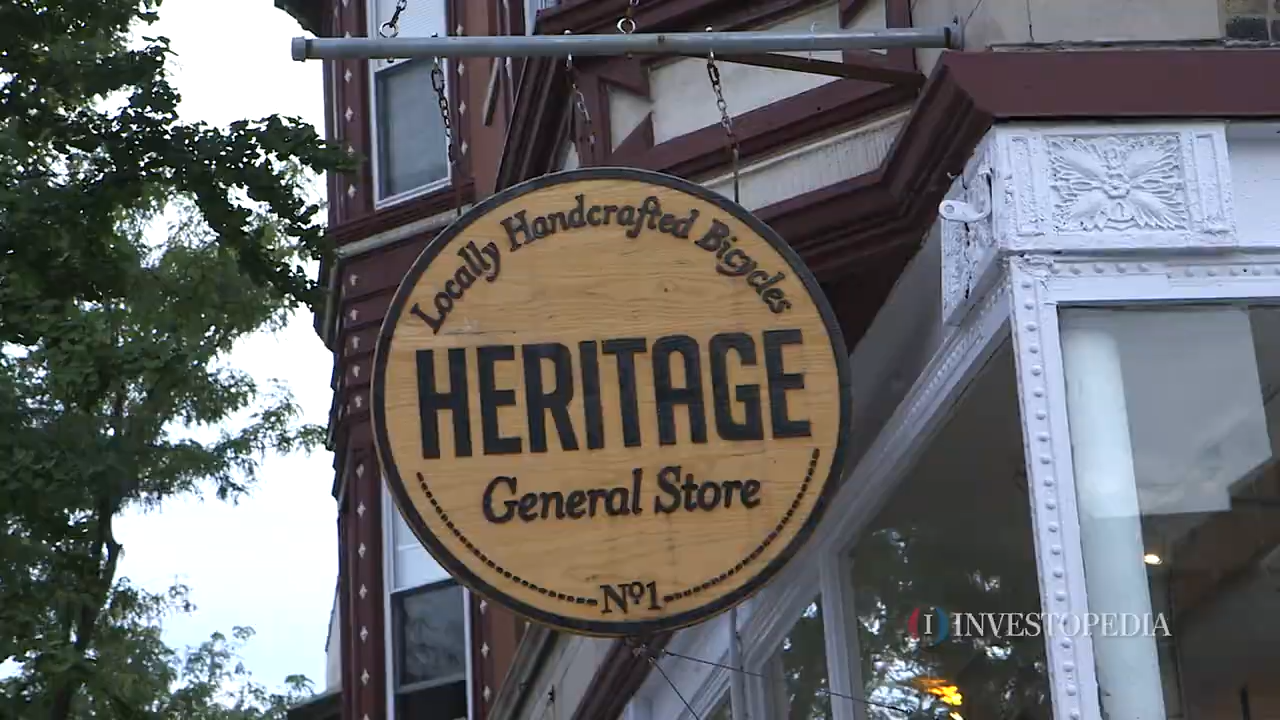 Locally Handcrafted Bicycles
HERITAGE
General Store
Nº1
INVESTOPEDIA